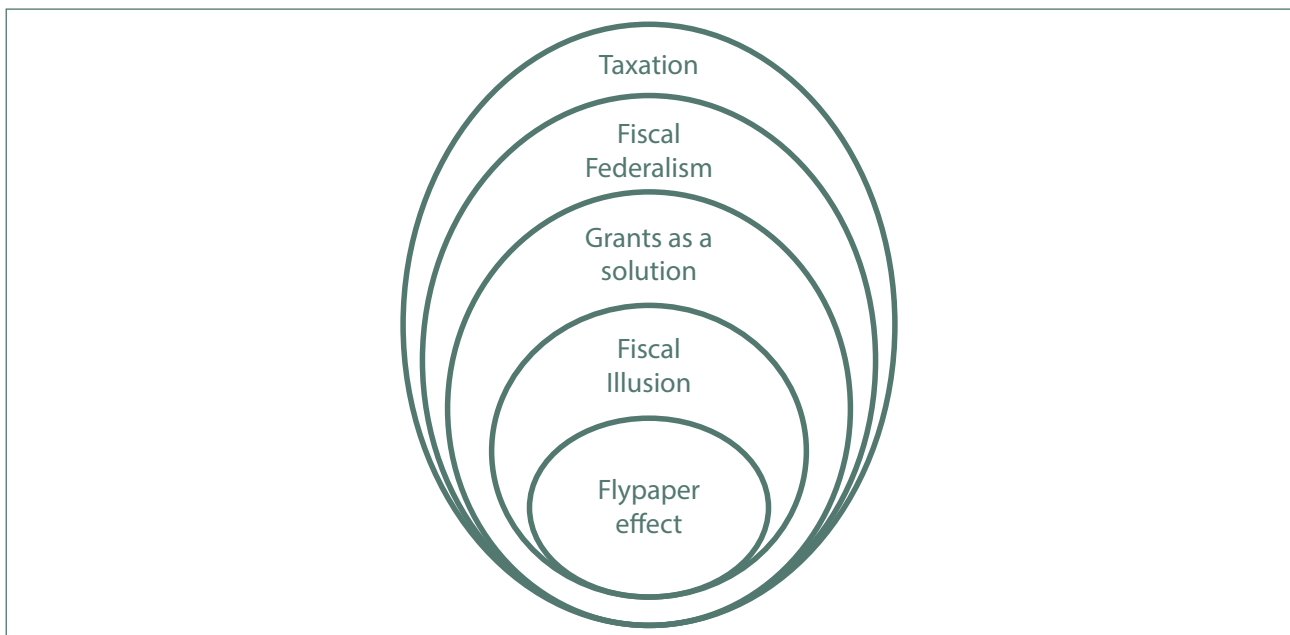 Taxation
Fiscal
Federalism
Grants as a
solution
Fiscal
Illusion
Flypaper
effect